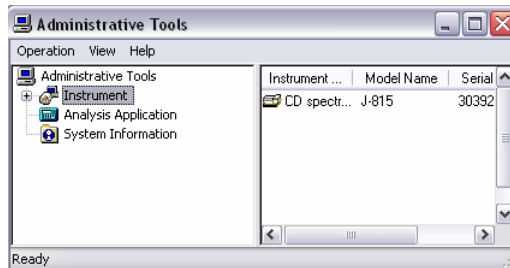 Administrative Tools
Operation View Help
Administrative Tools
Instrument
Analysis Application
System Information
Instrument ... Model Name Serial
CD spectr... J-815 30392
Ready